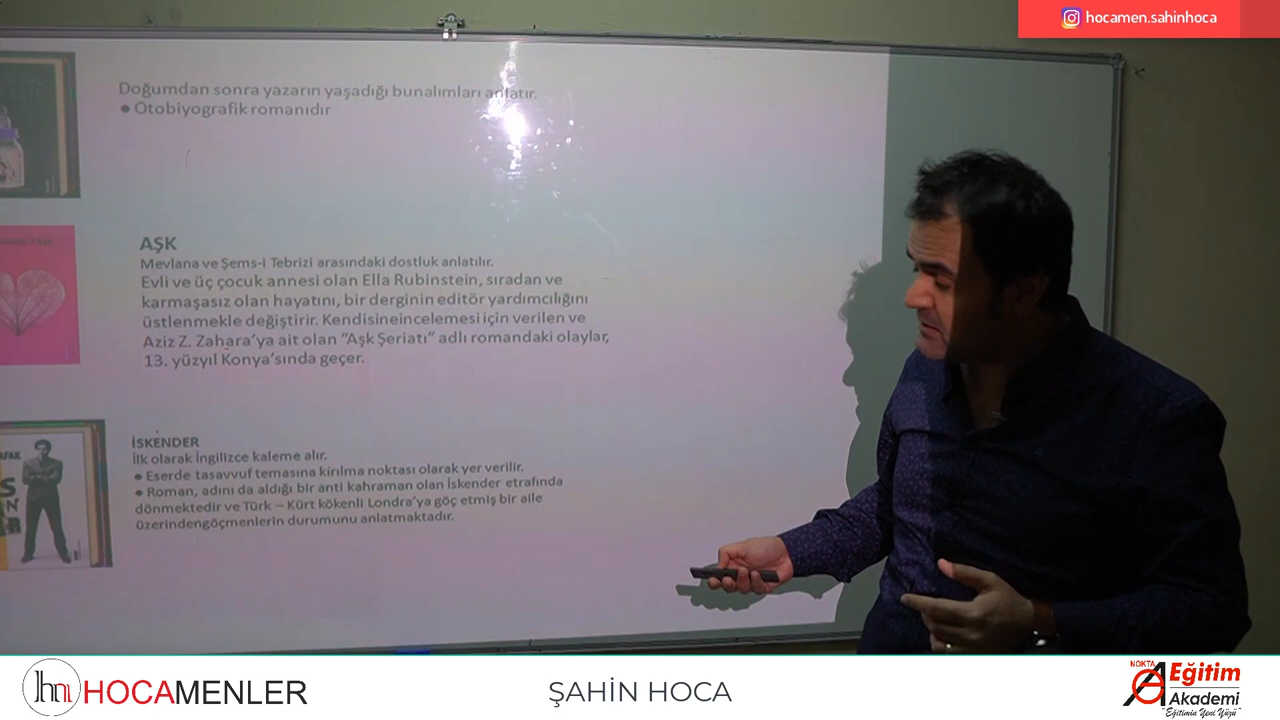 hocamen.sahinhoca
Doğumdan sonra yazarın yaşadığı bunalımları anlatır.
● Otobiyografik romanıdır
AŞK
Mevlana ve Şems-i Tebrizi arasındaki dostluk anlatılır.
Evli ve üç çocuk annesi olan Ella Rubinstein, sıradan ve
karmaşasız olan hayatını, bir derginin editör yardımcılığını
üstlenmekle değiştirir. Kendisineincelemesi için verilen ve
Aziz Z. Zahara’ya ait olan “Aşk Şeriatı” adlı romandaki olaylar,
13. yüzyıl Konya’sında geçer.
AFAK
İSKENDER
İlk olarak İngilizce kaleme alır.
● Eserde tasavvuf temasına kırılma noktası olarak yer verilir.
● Roman, adını da aldığı bir anti kahraman olan İskender etrafında
dönmektedir ve Türk – Kürt kökenli Londra’ya göç etmiş bir aile
üzerindengöçmenlerin durumunu anlatmaktadır.
hm HOCAMENLER
ŞAHİN HOCA
NOKTA
A Eğitim
Akademi
"Eğitimin Yeni Yüzü"